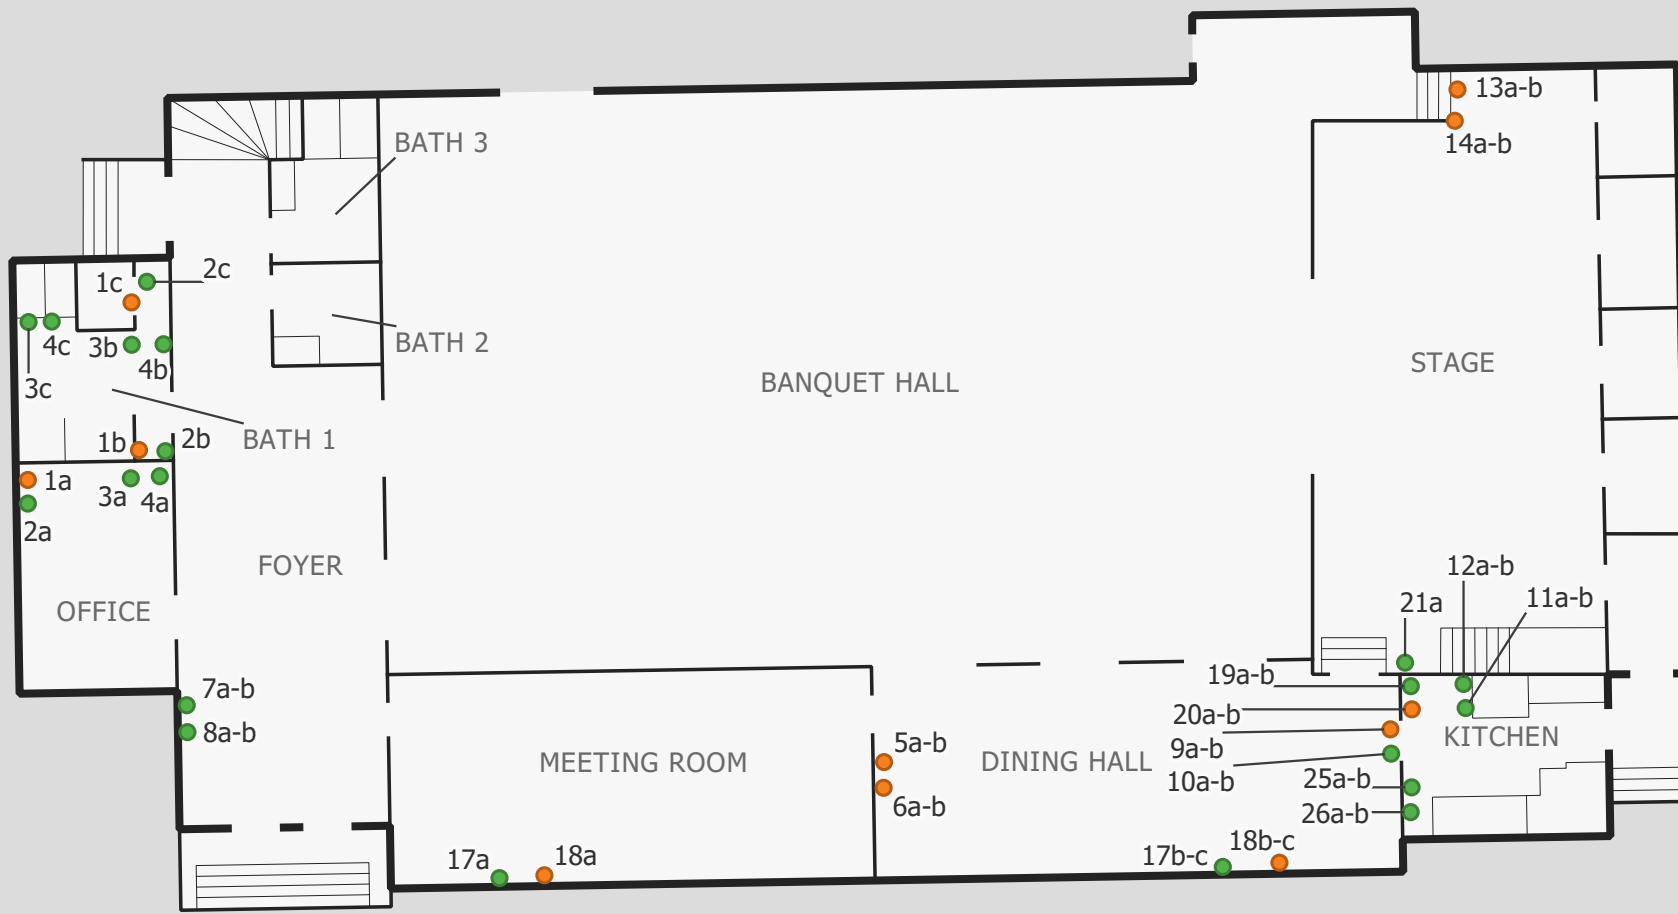 13a-b
14a-b
BATH 3
2c
1c
BATH 2
4c
3b
4b
3c
STAGE
BANQUET HALL
1b
2b
BATH 1
1a
3a
4a
2a
FOYER
12a-b
11a-b
21a
OFFICE
19a-b
7a-b
20a-b
8a-b
5a-b
9a-b
KITCHEN
MEETING ROOM
DINING HALL
10a-b
25a-b
6a-b
26a-b
17a
18a
17b-c
18b-c